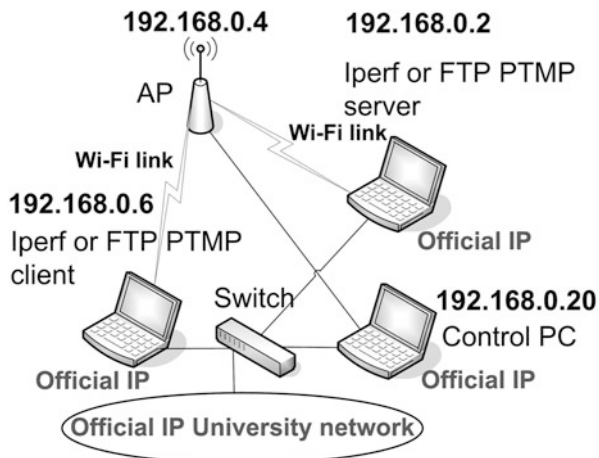 192.168.0.4
192.168.0.2
AP
Iperf or FTP PTMP
server
Wi-Fi link
Wi-Fi link
192.168.0.6
Iperf or FTP PTMP
client
Official IP
Switch
192.168.0.20
Control PC
Official IP
Official IP
Official IP University network